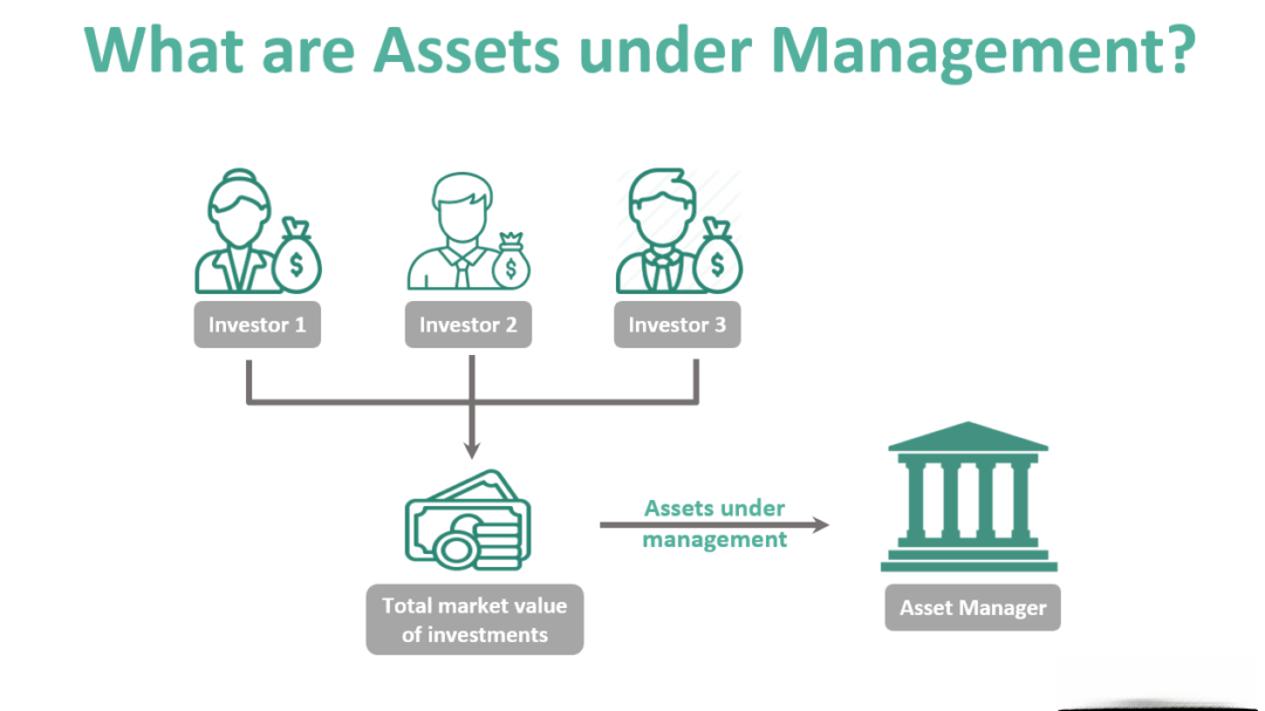 What are Assets under Management?
$
$
$
Investor 1
Investor 2
Investor 3
Assets under
management
Total market value
of investments
Asset Manager